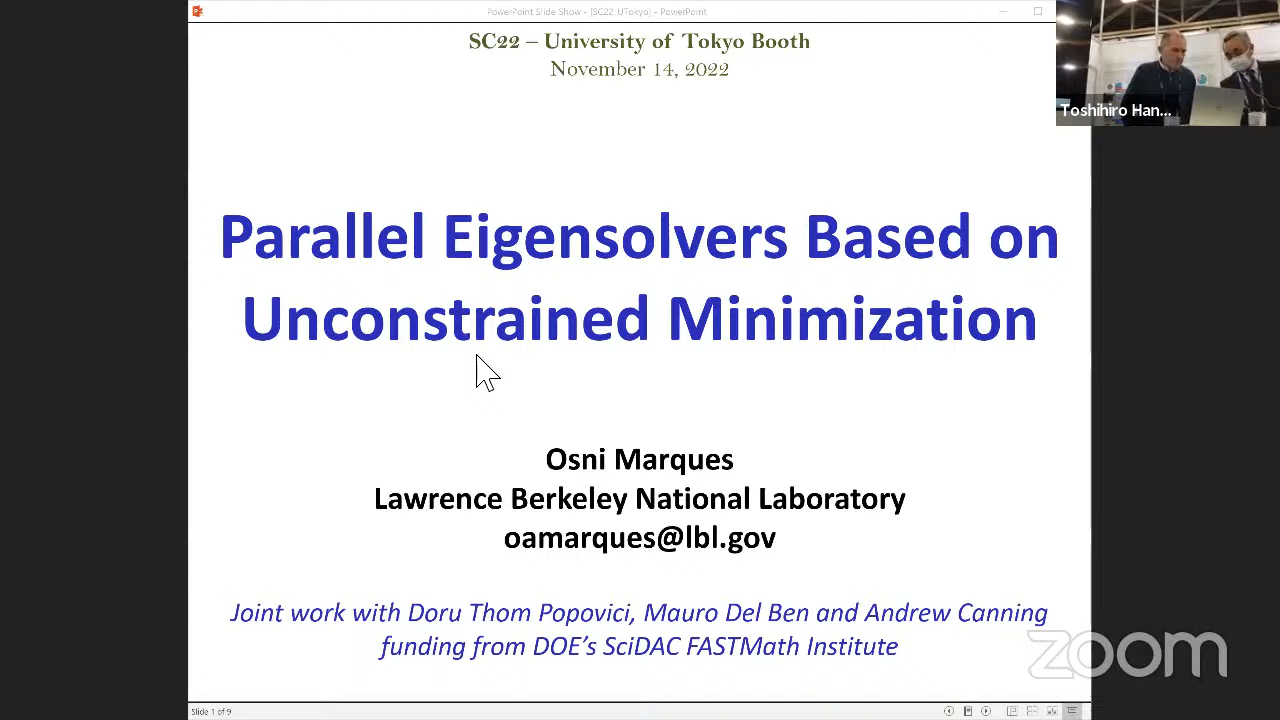 PowerPoint Slide Show - [SC22_UTokyo] - PowerPoint
SC22 – University of Tokyo Booth
November 14, 2022
Toshihiro Han...
Parallel Eigensolvers Based on
Unconstrained Minimization
Osni Marques
Lawrence Berkeley National Laboratory
oamarques@lbl.gov
Joint work with Doru Thom Popovici, Mauro Del Ben and Andrew Canning
funding from DOE's SciDAC FASTMath Institute
zoom
Slide 1 of 9